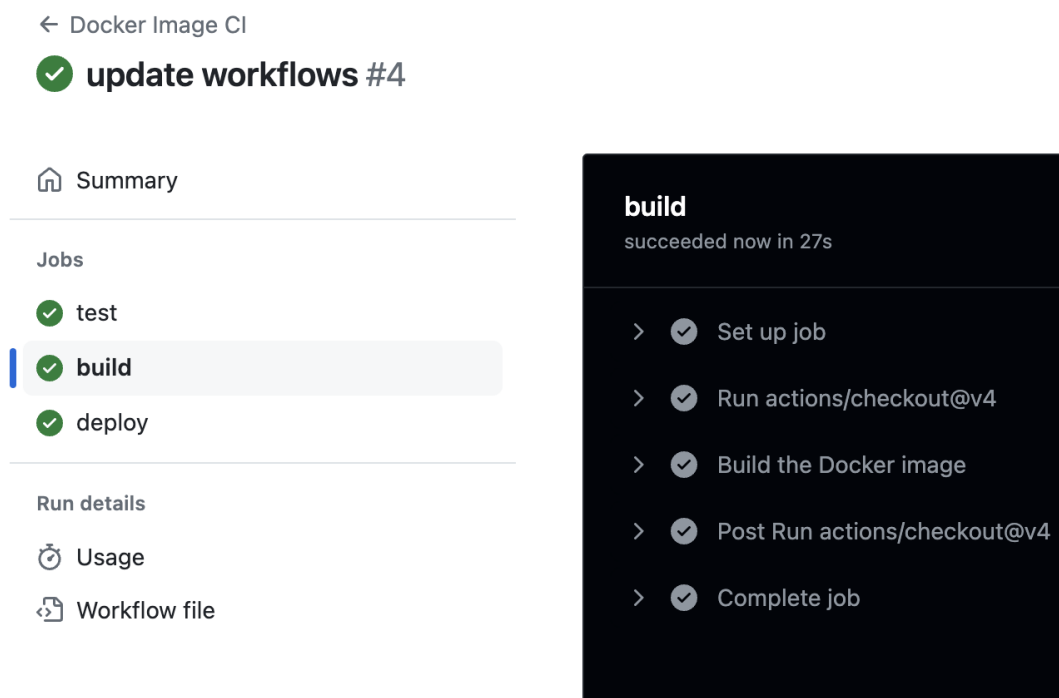 Docker Image CI
update workflows #4
Summary
Jobs
test
build
deploy
Run details
Usage
Workflow file
build
succeeded now in 27s
Set up job
Run actions/checkout@v4
Build the Docker image
Post Run actions/checkout@v4
Complete job